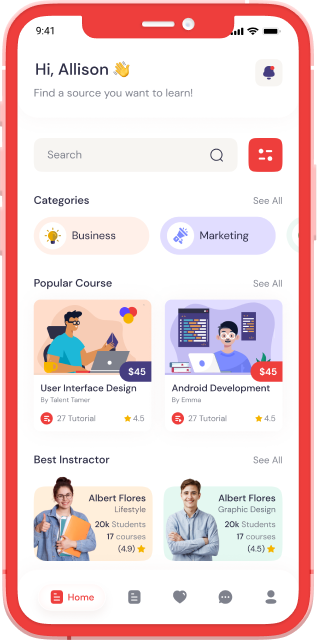 9:41
Hi, Allison 👋
Find a source you want to learn!
Search
Categories
See All
Business
Marketing
Popular Course
See All
$45
$45
User Interface Design
By Talent Tamer
27 Tutorial
4.5
Android Development
By Emma
27 Tutorial
4.5
Best Instractor
See All
Albert Flores
Lifestyle
20k Students
17 courses
(4.9)
Albert Flores
Graphic Design
20k Students
17 courses
(4.5)
Home